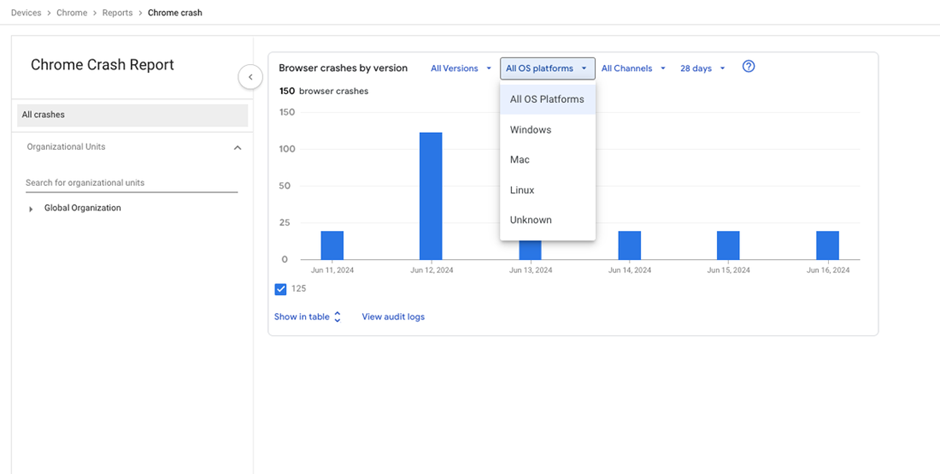 Devices > Chrome > Reports > Chrome crash
Chrome Crash Report
All crashes
Organizational Units
Search for organizational units
Global Organization
Browser crashes by version
All Versions
All OS platforms
All Channels
28 days
150 browser crashes
All OS Platforms
Windows
Mac
Linux
Unknown
150
100
50
25
0
Jun 11, 2024
Jun 12, 2024
Jun 13, 2024
Jun 14, 2024
Jun 15, 2024
Jun 16, 2024
125
Show in table
View audit logs